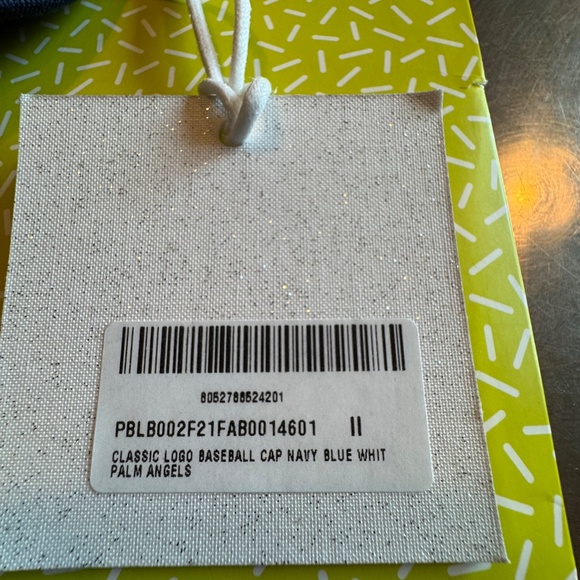 8052788524201
PBLB002F21FAB0014601 II
CLASSIC LOGO BASEBALL CAP NAVY BLUE WHIT
PALM ANGELS